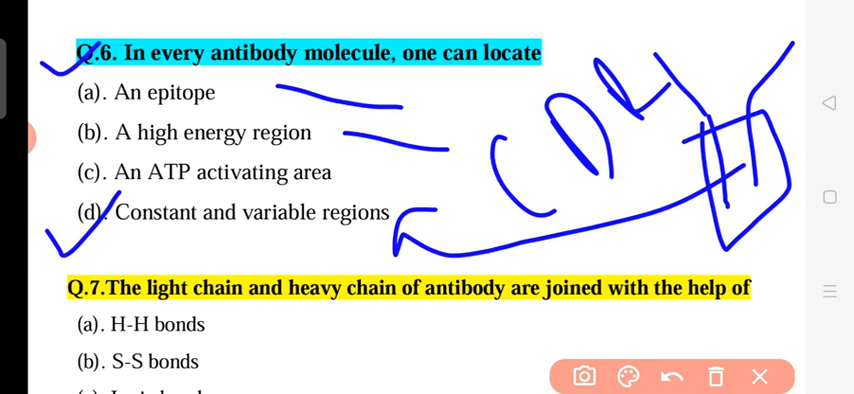 Q.6. In every antibody molecule, one can locate
(a). An epitope
(b). A high energy region
(c). An ATP activating area
(d). Constant and variable regions
CDR
Q.7.The light chain and heavy chain of antibody are joined with the help of
(a). H-H bonds
(b). S-S bonds